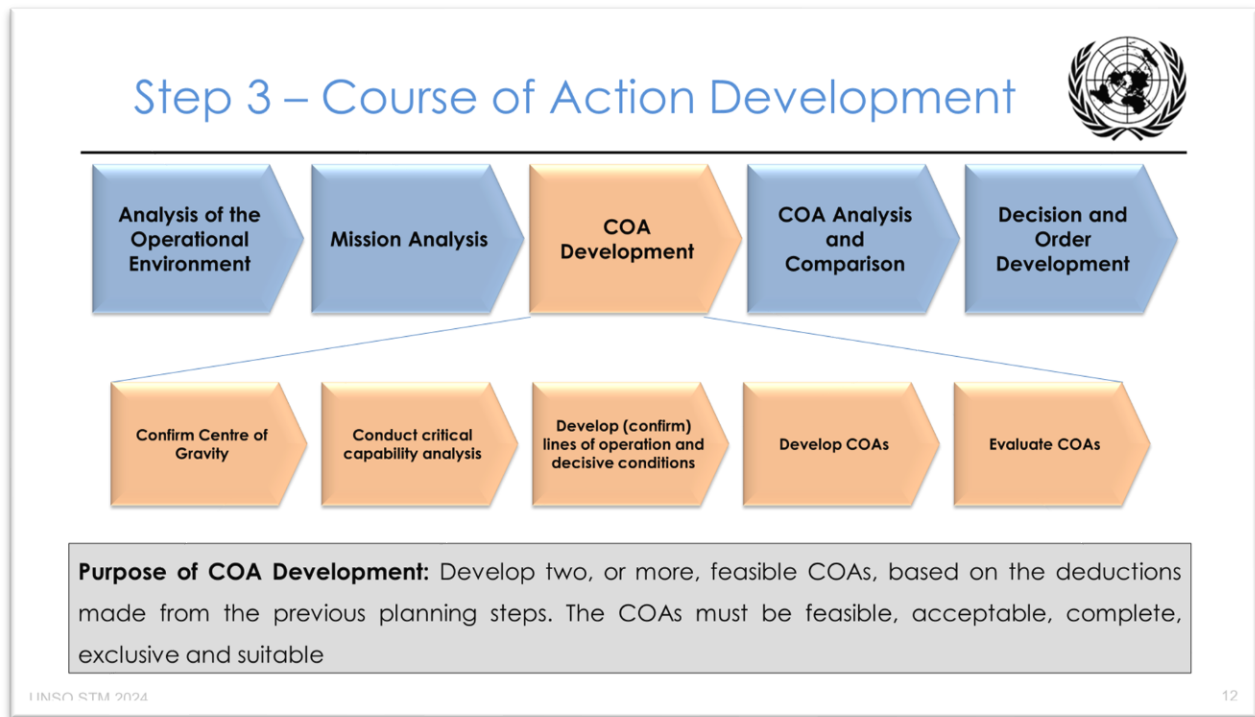 Step 3 – Course of Action Development
Analysis of the
Operational
Environment
Mission Analysis
COA
Development
COA Analysis
and
Comparison
Decision and
Order
Development
Confirm Centre of
Gravity
Conduct critical
capability analysis
Develop (confirm)
lines of operation and
decisive conditions
Develop COAs
Evaluate COAs
Purpose of COA Development: Develop two, or more, feasible COAs, based on the deductions
made from the previous planning steps. The COAs must be feasible, acceptable, complete,
exclusive and suitable
UNSO STM 2024
12